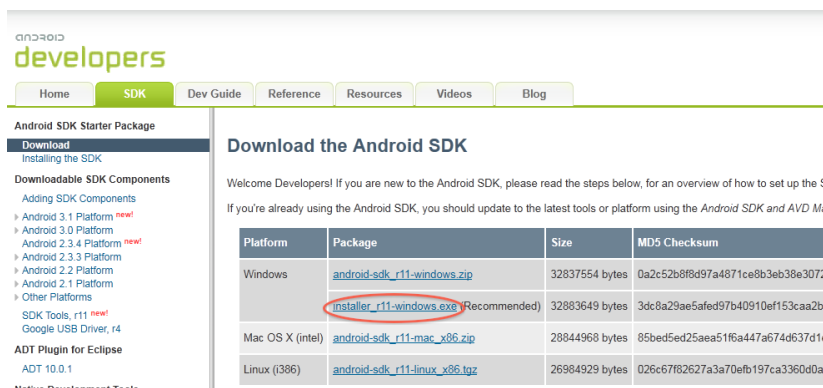 android
developers
Home SDK Dev Guide Reference Resources Videos Blog
Android SDK Starter Package
Download
Installing the SDK
Downloadable SDK Components
Adding SDK Components
Android 3.1 Platform new!
Android 3.0 Platform
Android 2.3.4 Platform new!
Android 2.3.3 Platform
Android 2.2 Platform
Android 2.1 Platform
Other Platforms
SDK Tools, r11 new!
Google USB Driver, r4
ADT Plugin for Eclipse
ADT 10.0.1
Native Development Tools
Download the Android SDK
Welcome Developers! If you are new to the Android SDK, please read the steps below, for an overview of how to set up the
If you're already using the Android SDK, you should update to the latest tools or platform using the Android SDK and AVD
Platform Package Size MD5 Checksum
Windows android-sdk_r11-windows.zip 32837554 bytes 0a2c52b8f8d97a4871ce8b3eb38e3072
installer_r11-windows.exe (Recommended) 32883649 bytes 3dc8a29ae5afed97b40910ef153caa2b
Mac OS X (intel) android-sdk_r11-mac_x86.zip 28844968 bytes 85bed5ed25aea51f6a447a674d637d1
Linux (i386) android-sdk_r11-linux_x86.tgz 26984929 bytes 026c67f82627a3a70efb197ca3360d0a